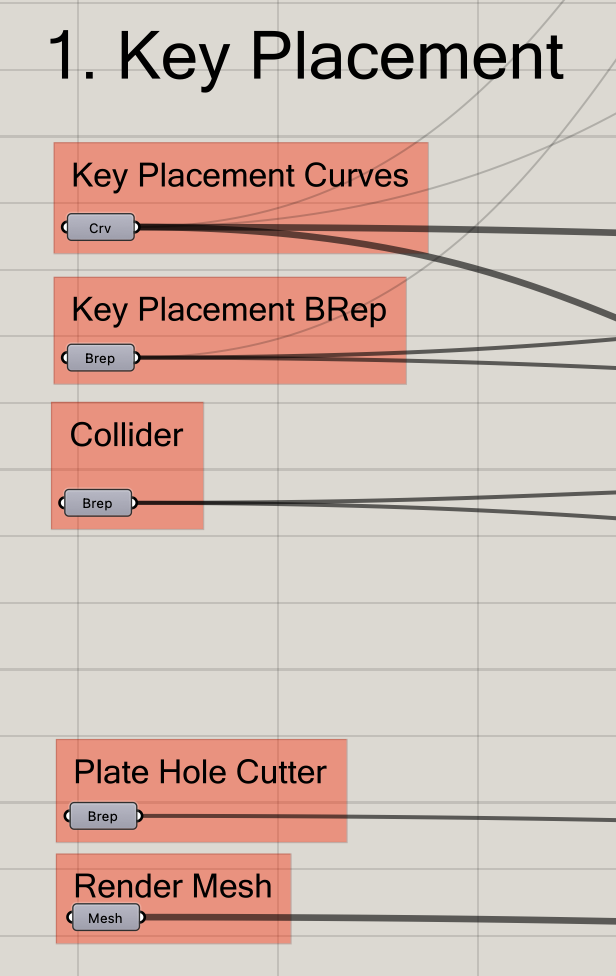 1. Key Placement
Key Placement Curves
Crv
Key Placement BRep
Brep
Collider
Brep
Plate Hole Cutter
Brep
Render Mesh
Mesh